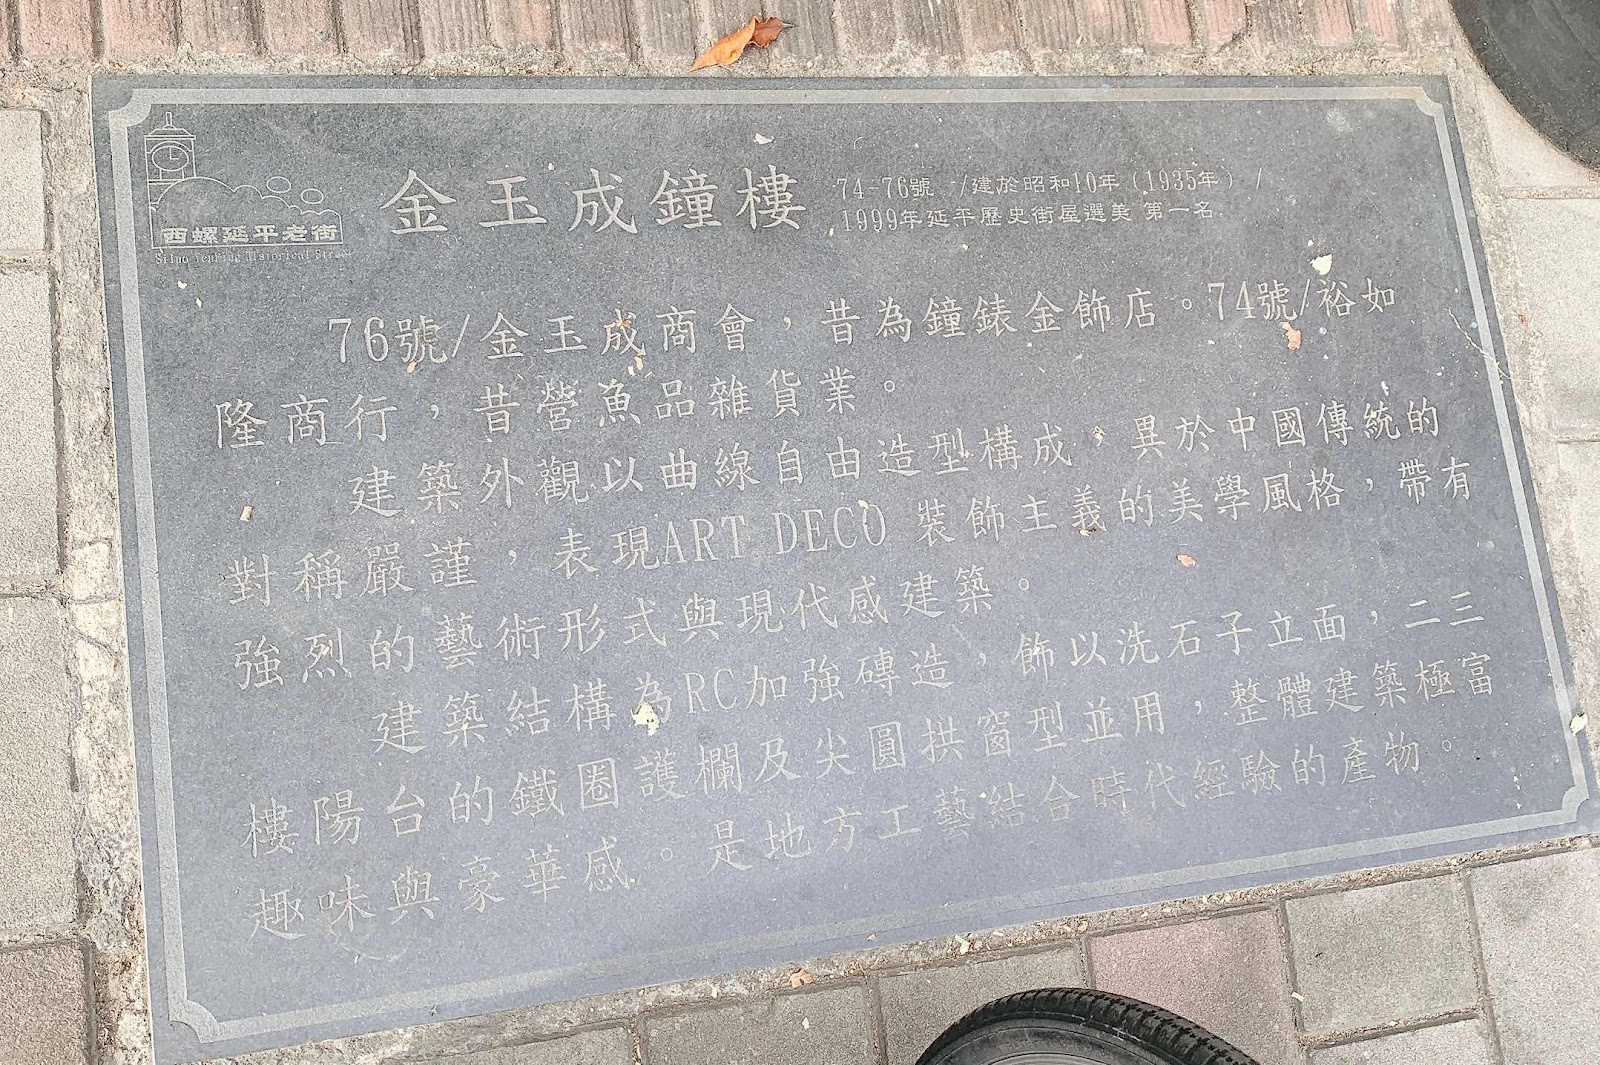 西螺延平老街
Siluo YenPing Historical Street
金玉成鐘樓
74-76號 /建於昭和10年(1935年) /
1999年延平歷史街屋選美 第一名
76號/金玉成商會，昔為鐘錶金飾店。74號/裕如
隆商行，昔營魚品雜貨業。
建築外觀以曲線自由造型構成，異於中國傳統的
對稱嚴謹，表現ART DECO 裝飾主義的美學風格，帶有
強烈的藝術形式與現代感建築。
建築結構為RC加強磚造，飾以洗石子立面，二三
樓陽台的鐵圈護欄及尖圓拱窗型並用，整體建築極富
趣味與豪華感。是地方工藝結合時代經驗的產物。